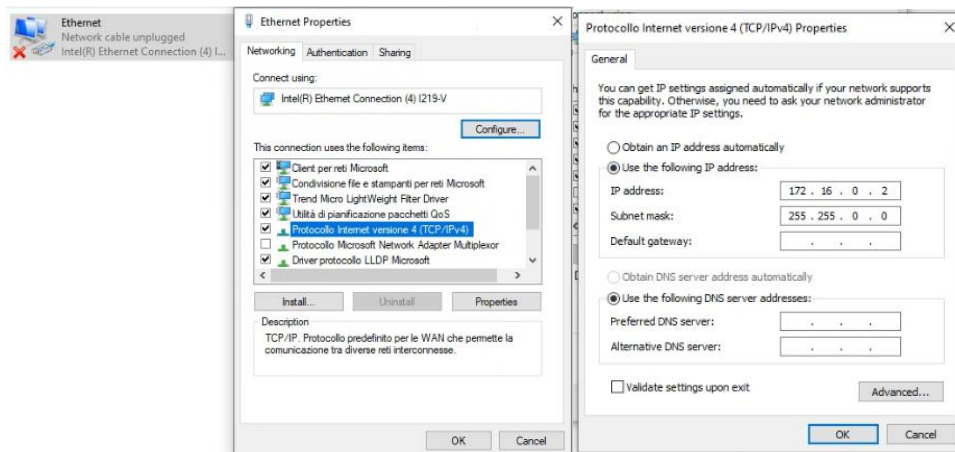 Ethernet
Network cable unplugged
Intel(R) Ethernet Connection (4) I...
Ethernet Properties
Networking Authentication Sharing
Connect using:
Intel(R) Ethernet Connection (4) I219-V
Configure...
This connection uses the following items:
Client per reti Microsoft
Condivisione file e stampanti per reti Microsoft
Trend Micro LightWeight Filter Driver
Utilità di pianificazione pacchetti QoS
Protocollo Internet versione 4 (TCP/IPv4)
Protocollo Microsoft Network Adapter Multiplexor
Driver protocollo LLDP Microsoft
Install... Uninstall Properties
Description
TCP/IP. Protocollo predefinito per le WAN che permette la
comunicazione tra diverse reti interconnesse.
OK Cancel
Protocollo Internet versione 4 (TCP/IPv4) Properties
General
You can get IP settings assigned automatically if your network supports
this capability. Otherwise, you need to ask your network administrator
for the appropriate IP settings.
Obtain an IP address automatically
Use the following IP address:
IP address: 172 . 16 . 0 . 2
Subnet mask: 255 . 255 . 0 . 0
Default gateway: . . .
Obtain DNS server address automatically
Use the following DNS server addresses:
Preferred DNS server: . . .
Alternative DNS server: . . .
Validate settings upon exit
Advanced...
OK Cancel